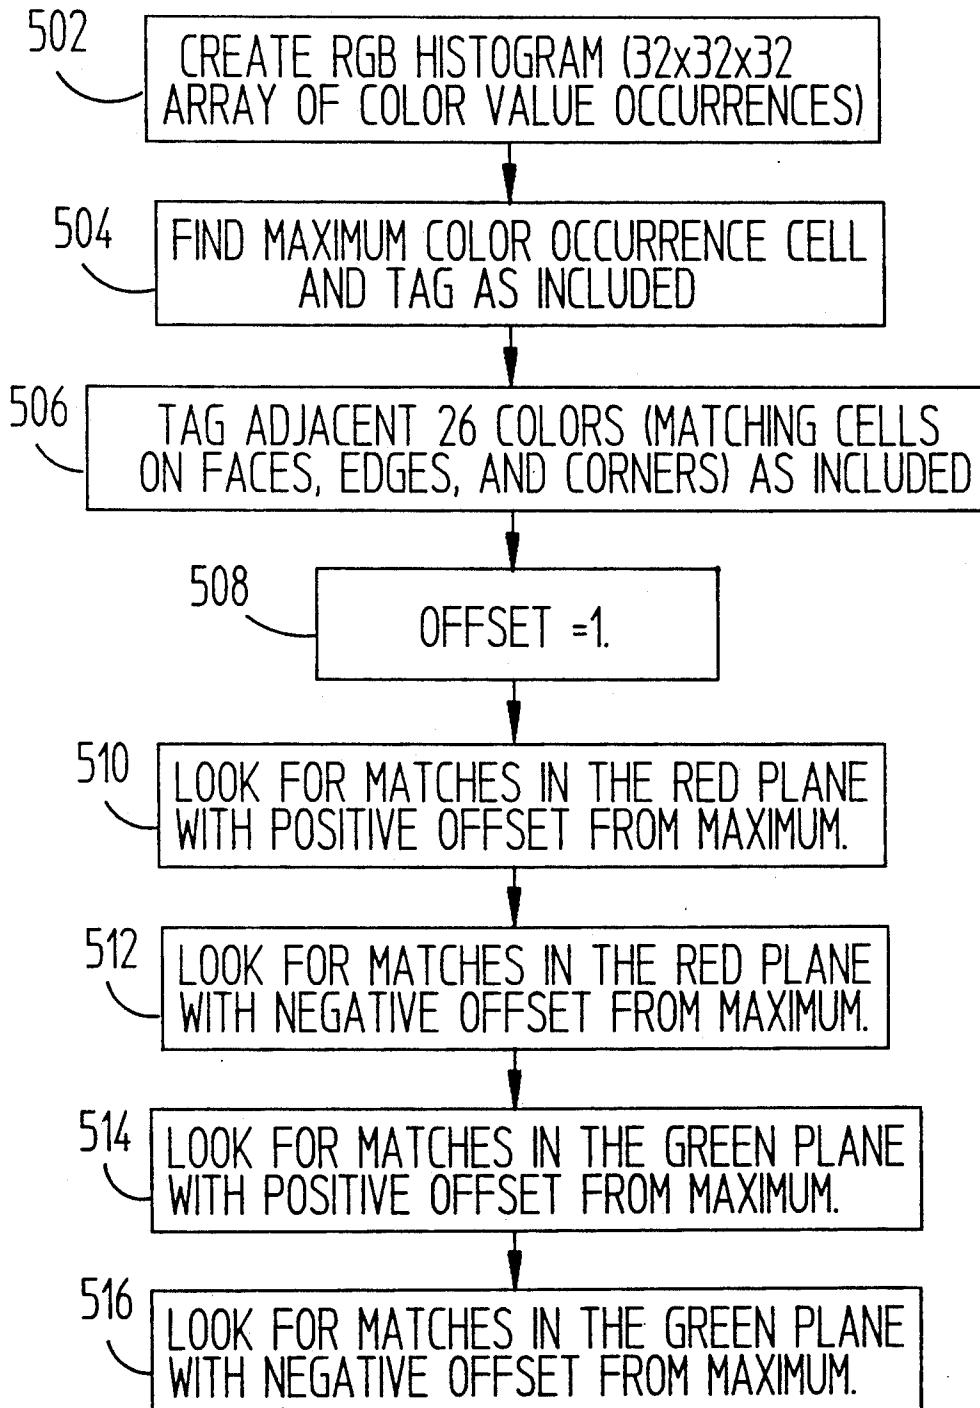 502
CREATE RGB HISTOGRAM (32x32x32
ARRAY OF COLOR VALUE OCCURRENCES)
504
FIND MAXIMUM COLOR OCCURRENCE CELL
AND TAG AS INCLUDED
506
TAG ADJACENT 26 COLORS (MATCHING CELLS
ON FACES, EDGES, AND CORNERS) AS INCLUDED
508
OFFSET =1.
510
LOOK FOR MATCHES IN THE RED PLANE
WITH POSITIVE OFFSET FROM MAXIMUM.
512
LOOK FOR MATCHES IN THE RED PLANE
WITH NEGATIVE OFFSET FROM MAXIMUM.
514
LOOK FOR MATCHES IN THE GREEN PLANE
WITH POSITIVE OFFSET FROM MAXIMUM.
516
LOOK FOR MATCHES IN THE GREEN PLANE
WITH NEGATIVE OFFSET FROM MAXIMUM.